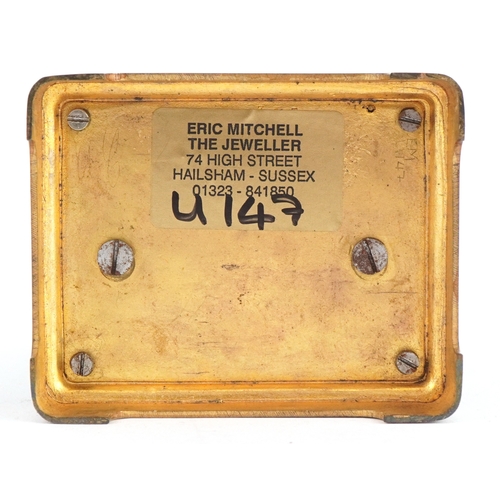 ERIC MITCHELL
THE JEWELLER
74 HIGH STREET
HAILSHAM - SUSSEX
01323 - 841850
U147